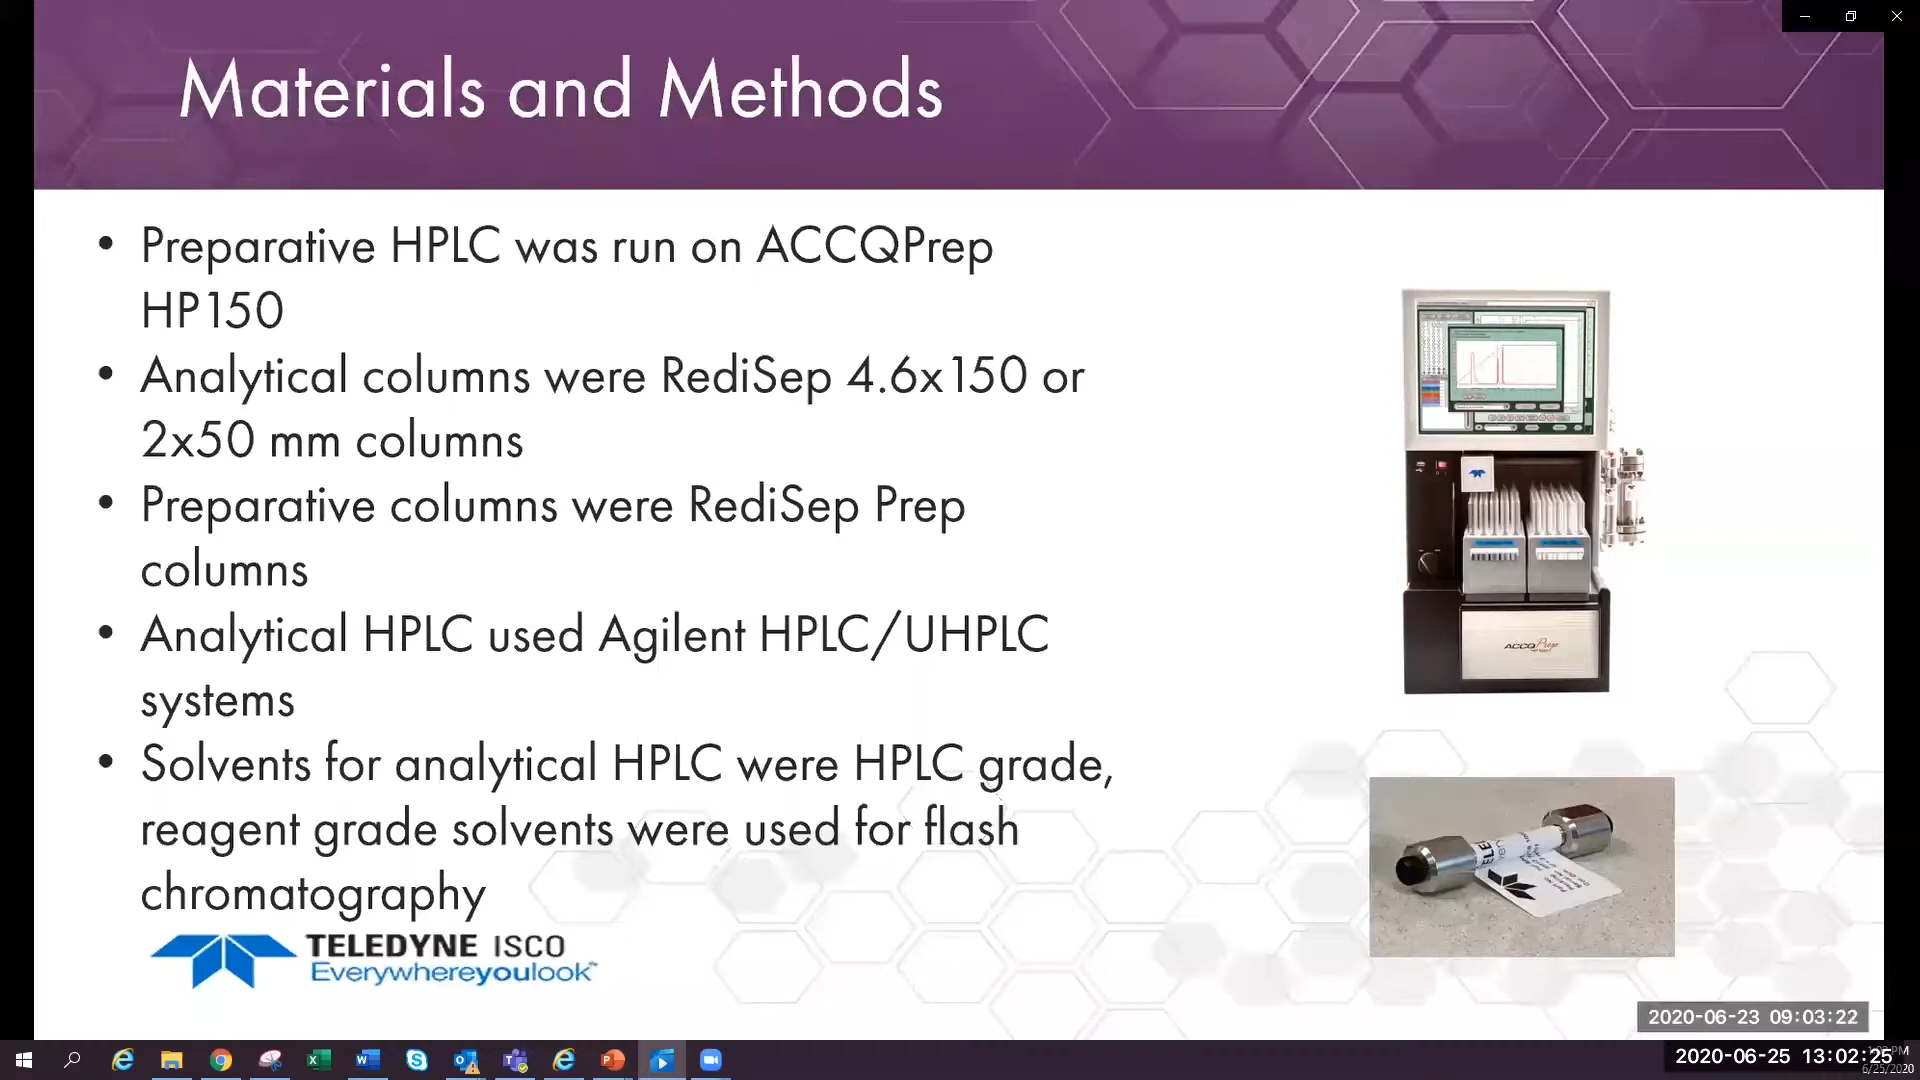 Materials and Methods
• Preparative HPLC was run on ACCQPrep
HP150
• Analytical columns were RediSep 4.6x150 or
2x50 mm columns
• Preparative columns were RediSep Prep
columns
• Analytical HPLC used Agilent HPLC/UHPLC
systems
• Solvents for analytical HPLC were HPLC grade,
reagent grade solvents were used for flash
chromatography
TELEDYNE ISCO
Everywhereyoulook™
ACCQPrep
2020-06-23 09:03:22
2020-06-25 13:02:25
6/25/2020